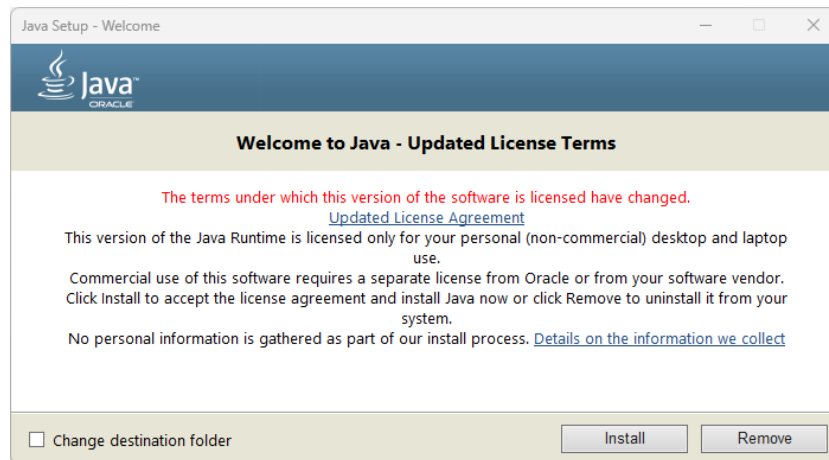 Java Setup - Welcome
Java™
ORACLE
Welcome to Java - Updated License Terms
The terms under which this version of the software is licensed have changed.
Updated License Agreement
This version of the Java Runtime is licensed only for your personal (non-commercial) desktop and laptop
use.
Commercial use of this software requires a separate license from Oracle or from your software vendor.
Click Install to accept the license agreement and install Java now or click Remove to uninstall it from your
system.
No personal information is gathered as part of our install process. Details on the information we collect
Change destination folder
Install
Remove